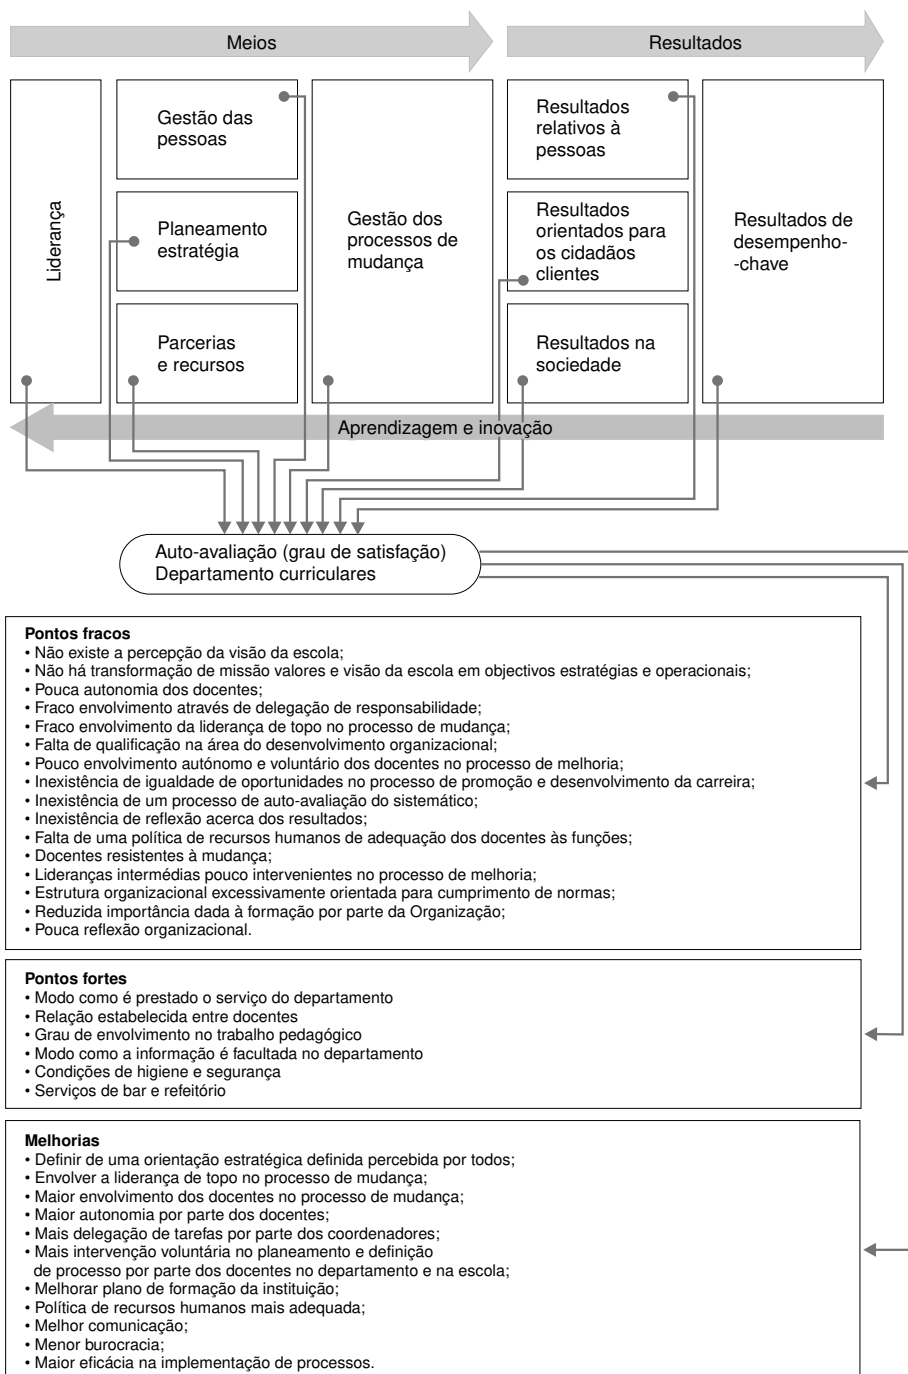 Meios
Resultados
Liderança
Gestão das
pessoas
Planeamento
estratégia
Parcerias
e recursos
Gestão dos
processos de
mudança
Resultados
relativos à
pessoas
Resultados
orientados para
os cidadãos
clientes
Resultados na
sociedade
Resultados de
desempenho-
-chave
Aprendizagem e inovação
Auto-avaliação (grau de satisfação)
Departamento curriculares
Pontos fracos
• Não existe a percepção da visão da escola;
• Não há transformação de missão valores e visão da escola em objectivos estratégias e operacionais;
• Pouca autonomia dos docentes;
• Fraco envolvimento através de delegação de responsabilidade;
• Fraco envolvimento da liderança de topo no processo de mudança;
• Falta de qualificação na área do desenvolvimento organizacional;
• Pouco envolvimento autónomo e voluntário dos docentes no processo de melhoria;
• Inexistência de igualdade de oportunidades no processo de promoção e desenvolvimento da carreira;
• Inexistência de um processo de auto-avaliação do sistemático;
• Inexistência de reflexão acerca dos resultados;
• Falta de uma política de recursos humanos de adequação dos docentes às funções;
• Docentes resistentes à mudança;
• Lideranças intermédias pouco intervenientes no processo de melhoria;
• Estrutura organizacional excessivamente orientada para cumprimento de normas;
• Reduzida importância dada à formação por parte da Organização;
• Pouca reflexão organizacional.
Pontos fortes
• Modo como é prestado o serviço do departamento
• Relação estabelecida entre docentes
• Grau de envolvimento no trabalho pedagógico
• Modo como a informação é facultada no departamento
• Condições de higiene e segurança
• Serviços de bar e refeitório
Melhorias
• Definir de uma orientação estratégica definida percebida por todos;
• Envolver a liderança de topo no processo de mudança;
• Maior envolvimento dos docentes no processo de mudança;
• Maior autonomia por parte dos docentes;
• Mais delegação de tarefas por parte dos coordenadores;
• Mais intervenção voluntária no planeamento e definição
de processo por parte dos docentes no departamento e na escola;
• Melhorar plano de formação da instituição;
• Política de recursos humanos mais adequada;
• Melhor comunicação;
• Menor burocracia;
• Maior eficácia na implementação de processos.